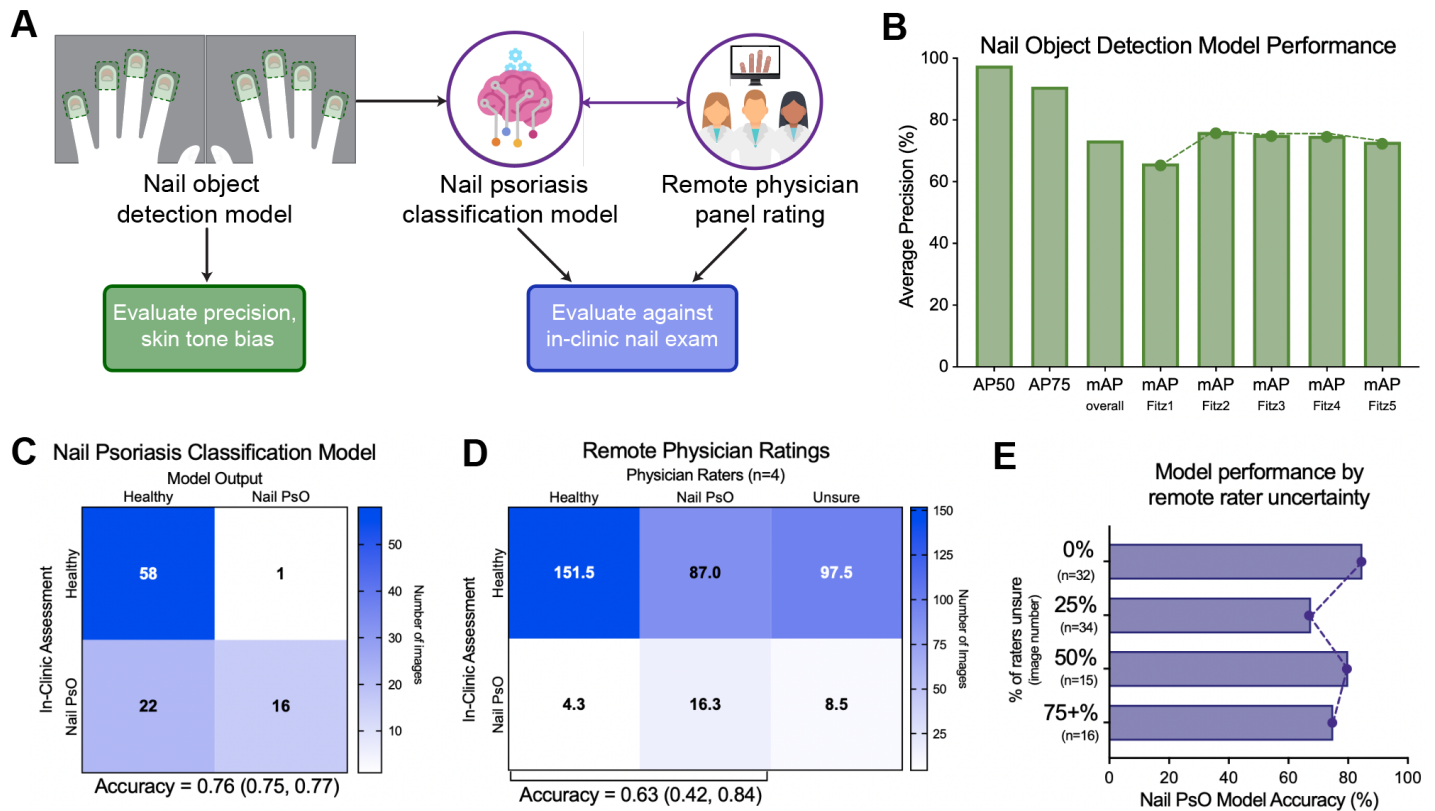 A
Nail object
detection model
Nail psoriasis
classification model
Remote physician
panel rating
Evaluate precision,
skin tone bias
Evaluate against
in-clinic nail exam
B
Nail Object Detection Model Performance
Average Precision (%)
100
80
60
40
20
0
AP50 AP75 mAP mAP mAP mAP mAP mAP
overall Fitz1 Fitz2 Fitz3 Fitz4 Fitz5
C
Nail Psoriasis Classification Model
Model Output
Healthy Nail PsO
In-Clinic Assessment
Healthy
58 1
Nail PsO
22 16
50
40
30
20
10
Number of images
Accuracy = 0.76 (0.75, 0.77)
D
Remote Physician Ratings
Physician Raters (n=4)
Healthy Nail PsO Unsure
In-Clinic Assessment
Healthy
151.5 87.0 97.5
Nail PsO
4.3 16.3 8.5
150
125
100
75
50
25
Number of Images
Accuracy = 0.63 (0.42, 0.84)
E
Model performance by
remote rater uncertainty
% of raters unsure
(image number)
0%
(n=32)
25%
(n=34)
50%
(n=15)
75+%
(n=16)
0 20 40 60 80 100
Nail PsO Model Accuracy (%)